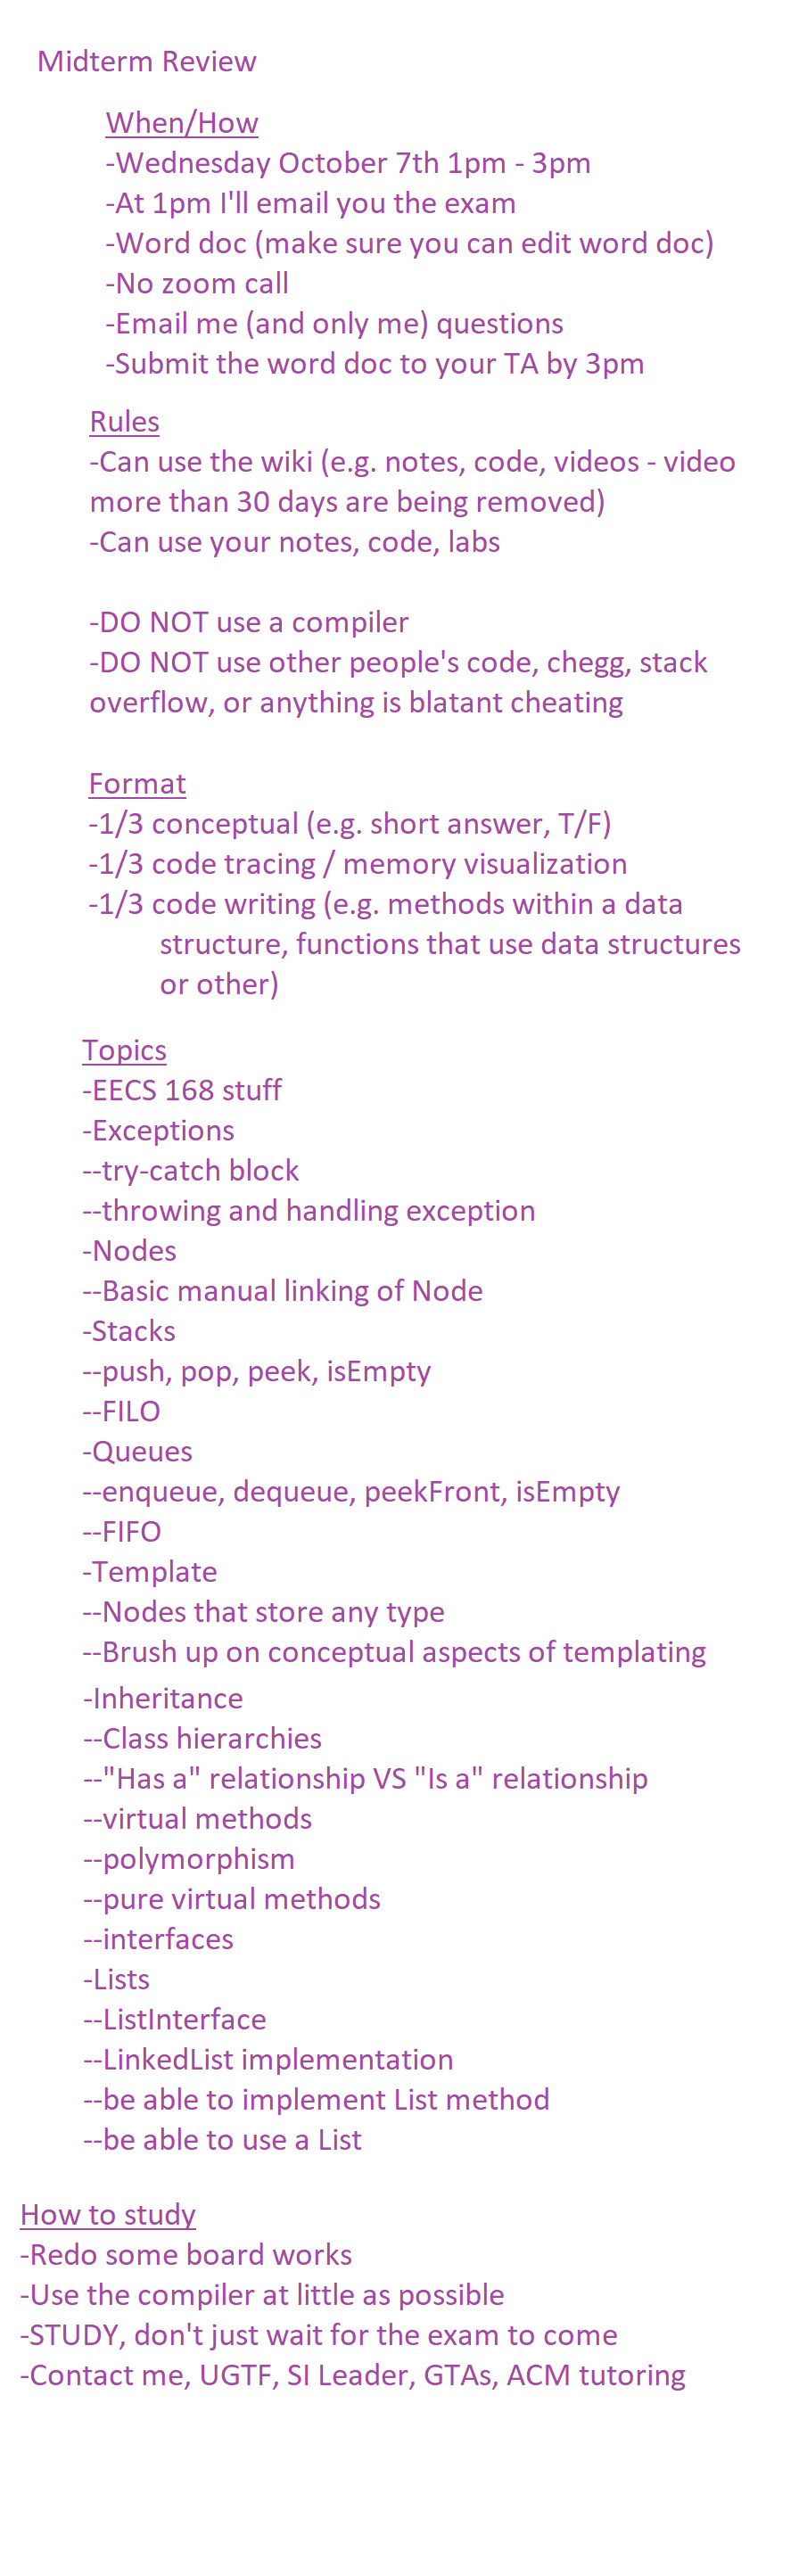 Midterm Review
When/How
-Wednesday October 7th 1pm - 3pm
-At 1pm I'll email you the exam
-Word doc (make sure you can edit word doc)
-No zoom call
-Email me (and only me) questions
-Submit the word doc to your TA by 3pm
Rules
-Can use the wiki (e.g. notes, code, videos - video
more than 30 days are being removed)
-Can use your notes, code, labs
-DO NOT use a compiler
-DO NOT use other people's code, chegg, stack
overflow, or anything is blatant cheating
Format
-1/3 conceptual (e.g. short answer, T/F)
-1/3 code tracing / memory visualization
-1/3 code writing (e.g. methods within a data
structure, functions that use data structures
or other)
Topics
-EECS 168 stuff
-Exceptions
--try-catch block
--throwing and handling exception
-Nodes
--Basic manual linking of Node
-Stacks
--push, pop, peek, isEmpty
--FILO
-Queues
--enqueue, dequeue, peekFront, isEmpty
--FIFO
-Template
--Nodes that store any type
--Brush up on conceptual aspects of templating
-Inheritance
--Class hierarchies
--"Has a" relationship VS "Is a" relationship
--virtual methods
--polymorphism
--pure virtual methods
--interfaces
-Lists
--ListInterface
--LinkedList implementation
--be able to implement List method
--be able to use a List
How to study
-Redo some board works
-Use the compiler at little as possible
-STUDY, don't just wait for the exam to come
-Contact me, UGTF, SI Leader, GTAs, ACM tutoring